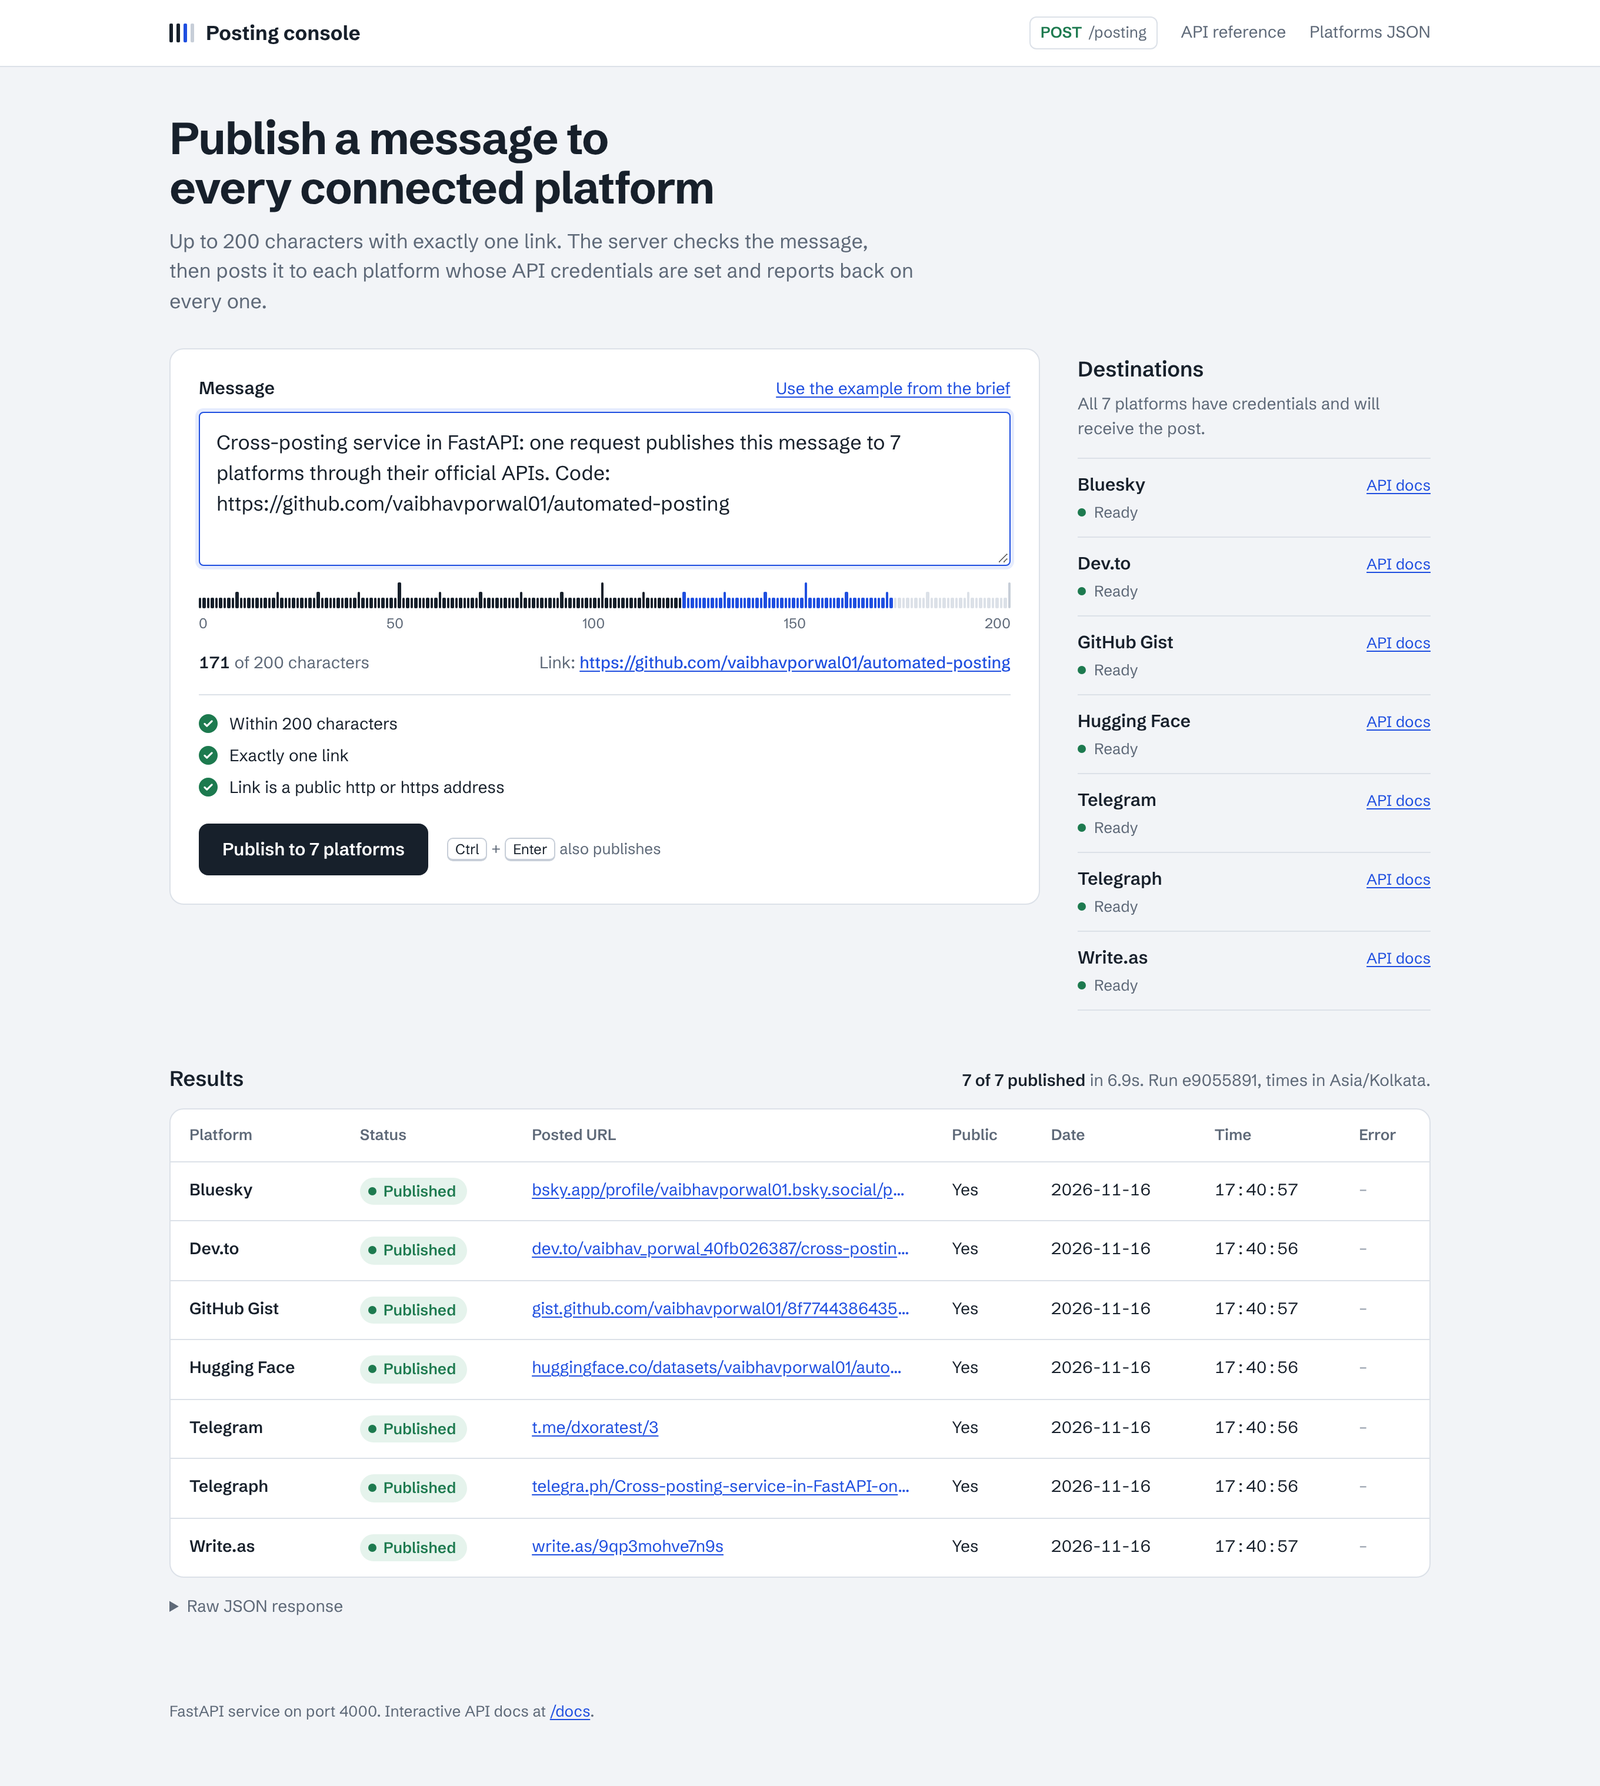 Posting console
POST /posting
API reference
Platforms JSON
Publish a message to
every connected platform
Up to 200 characters with exactly one link. The server checks the message,
then posts it to each platform whose API credentials are set and reports back on
every one.
Message
Use the example from the brief
Cross-posting service in FastAPI: one request publishes this message to 7
platforms through their official APIs. Code:
https://github.com/vaibhavporwal01/automated-posting
0 50 100 150 200
171 of 200 characters
Link: https://github.com/vaibhavporwal01/automated-posting
Within 200 characters
Exactly one link
Link is a public http or https address
Publish to 7 platforms
Ctrl + Enter also publishes
Destinations
All 7 platforms have credentials and will
receive the post.
Bluesky API docs
Ready
Dev.to API docs
Ready
GitHub Gist API docs
Ready
Hugging Face API docs
Ready
Telegram API docs
Ready
Telegraph API docs
Ready
Write.as API docs
Ready
Results
7 of 7 published in 6.9s. Run e9055891, times in Asia/Kolkata.
Platform Status Posted URL Public Date Time Error
Bluesky Published bsky.app/profile/vaibhavporwal01.bsky.social/p... Yes 2026-11-16 17:40:57 -
Dev.to Published dev.to/vaibhav_porwal_40fb026387/cross-postin... Yes 2026-11-16 17:40:56 -
GitHub Gist Published gist.github.com/vaibhavporwal01/8f7744386435... Yes 2026-11-16 17:40:57 -
Hugging Face Published huggingface.co/datasets/vaibhavporwal01/auto... Yes 2026-11-16 17:40:56 -
Telegram Published t.me/dxoratest/3 Yes 2026-11-16 17:40:56 -
Telegraph Published telegra.ph/Cross-posting-service-in-FastAPI-on... Yes 2026-11-16 17:40:56 -
Write.as Published write.as/9qp3mohve7n9s Yes 2026-11-16 17:40:57 -
Raw JSON response
FastAPI service on port 4000. Interactive API docs at /docs.